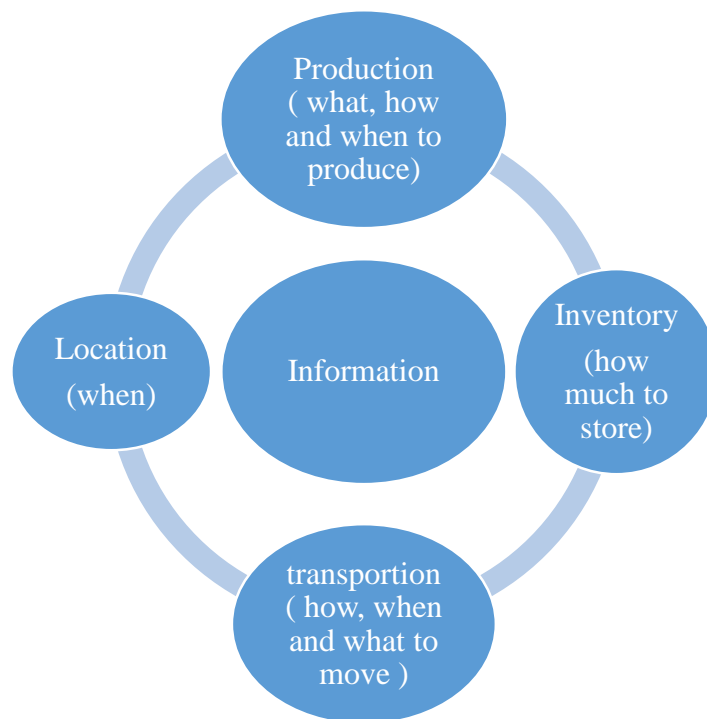 Production
( what, how
and when to
produce)
Location
(when)
Information
Inventory
(how
much to
store)
transportion
( how, when
and what to
move )